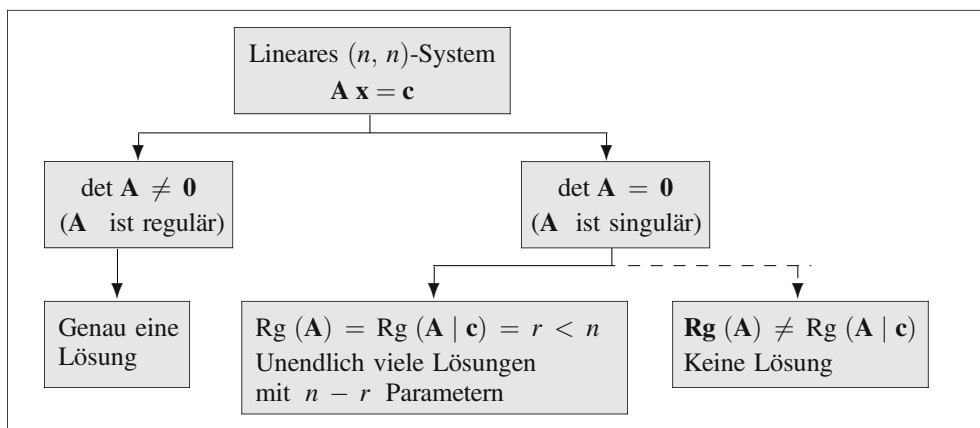 Lineares (n, n)-System
A x = c
det A ≠ 0
(A ist regulär)
det A = 0
(A ist singulär)
Genau eine
Lösung
Rg (A) = Rg (A | c) = r < n
Unendlich viele Lösungen
mit n − r Parametern
Rg (A) ≠ Rg (A | c)
Keine Lösung